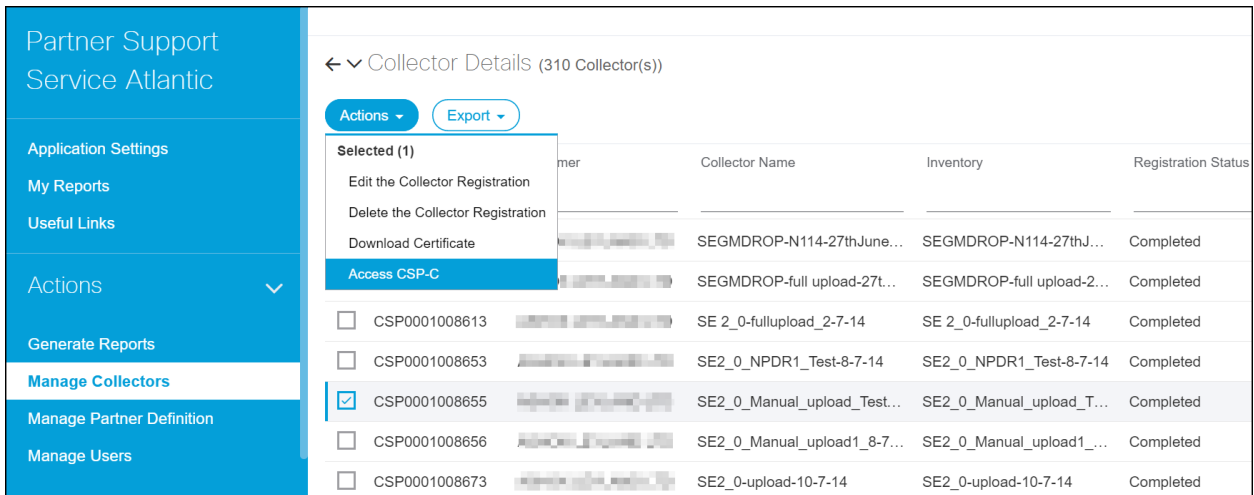 Partner Support
Service Atlantic
Application Settings
My Reports
Useful Links
Actions
Generate Reports
Manage Collectors
Manage Partner Definition
Manage Users
Collector Details (310 Collector(s))
Actions Export
Selected (1)
Edit the Collector Registration
Delete the Collector Registration
Download Certificate
Access CSP-C
mer Collector Name Inventory Registration Status
SEGMDROP-N114-27thJune... SEGMDROP-N114-27thJ... Completed
SEGMDROP-full upload-27t... SEGMDROP-full upload-2... Completed
CSP0001008613 SE 2_0-fullupload_2-7-14 SE 2_0-fullupload_2-7-14 Completed
CSP0001008653 SE2_0_NPDR1_Test-8-7-14 SE2_0_NPDR1_Test-8-7-14 Completed
CSP0001008655 SE2_0_Manual_upload_Test... SE2_0_Manual_upload_T... Completed
CSP0001008656 SE2_0_Manual_upload1_8-7... SE2_0_Manual_upload1_... Completed
CSP0001008673 SE2_0-upload-10-7-14 SE2_0-upload-10-7-14 Completed